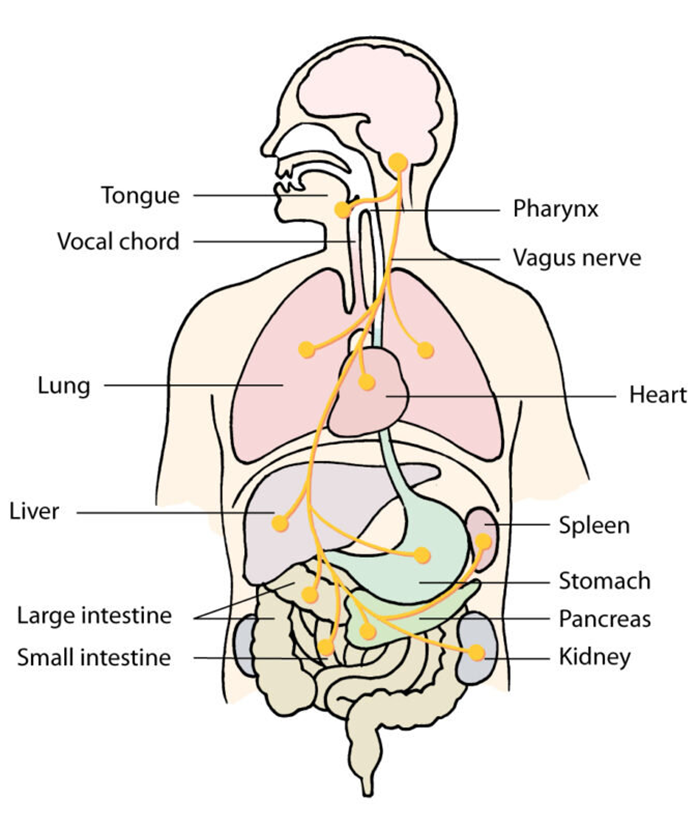 Tongue
Vocal chord
Lung
Liver
Large intestine
Small intestine
Pharynx
Vagus nerve
Heart
Spleen
Stomach
Pancreas
Kidney